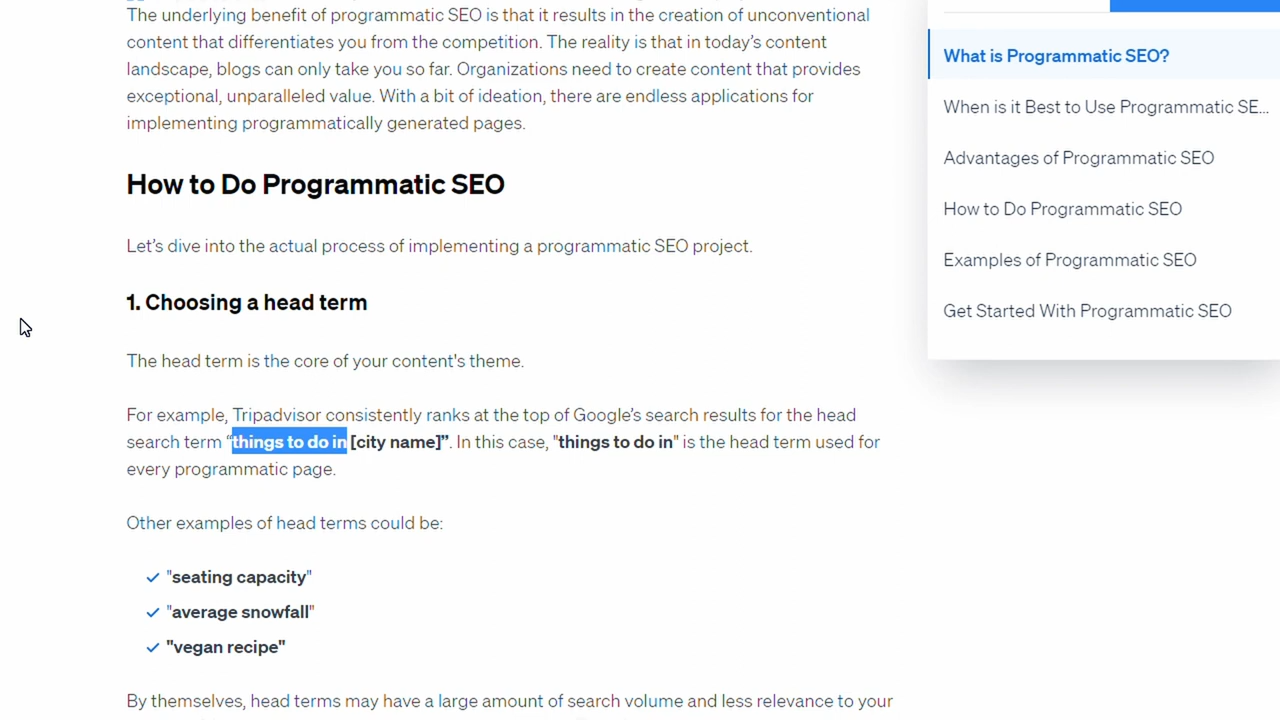 The underlying benefit of programmatic SEO is that it results in the creation of unconventional
content that differentiates you from the competition. The reality is that in today's content
landscape, blogs can only take you so far. Organizations need to create content that provides
exceptional, unparalleled value. With a bit of ideation, there are endless applications for
implementing programmatically generated pages.
How to Do Programmatic SEO
Let's dive into the actual process of implementing a programmatic SEO project.
1. Choosing a head term
The head term is the core of your content's theme.
For example, Tripadvisor consistently ranks at the top of Google's search results for the head
search term “things to do in [city name]”. In this case, "things to do in" is the head term used for
every programmatic page.
Other examples of head terms could be:
✓ "seating capacity"
✓ "average snowfall"
✓ "vegan recipe"
By themselves, head terms may have a large amount of search volume and less relevance to your
What is Programmatic SEO?
When is it Best to Use Programmatic SE...
Advantages of Programmatic SEO
How to Do Programmatic SEO
Examples of Programmatic SEO
Get Started With Programmatic SEO